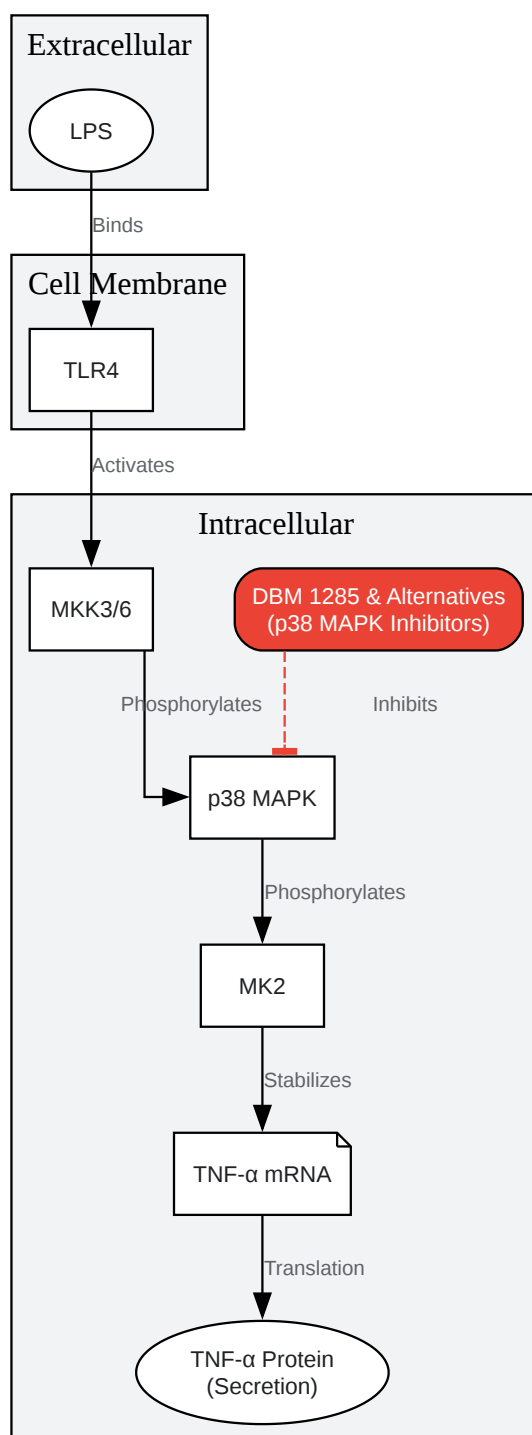 Extracellular
LPS
Binds
Cell Membrane
TLR4
Activates
Intracellular
MKK3/6
DBM 1285 & Alternatives
(p38 MAPK Inhibitors)
Phosphorylates
Inhibits
p38 MAPK
Phosphorylates
MK2
Stabilizes
TNF-α mRNA
Translation
TNF-α Protein
(Secretion)